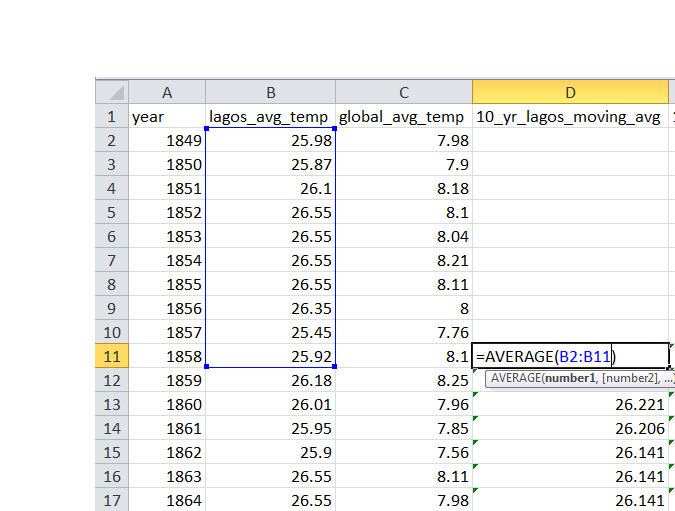 A B C D
1 year lagos_avg_temp global_avg_temp 10_yr_lagos_moving_avg
2 1849 25.98 7.98
3 1850 25.87 7.9
4 1851 26.1 8.18
5 1852 26.55 8.1
6 1853 26.55 8.04
7 1854 26.55 8.21
8 1855 26.55 8.11
9 1856 26.35 8
10 1857 25.45 7.76
11 1858 25.92 8.1 =AVERAGE(B2:B11)
12 1859 26.18 8.25 AVERAGE(number1, [number2], ...)
13 1860 26.01 7.96 26.221
14 1861 25.95 7.85 26.206
15 1862 25.9 7.56 26.141
16 1863 26.55 8.11 26.141
17 1864 26.55 7.98 26.141